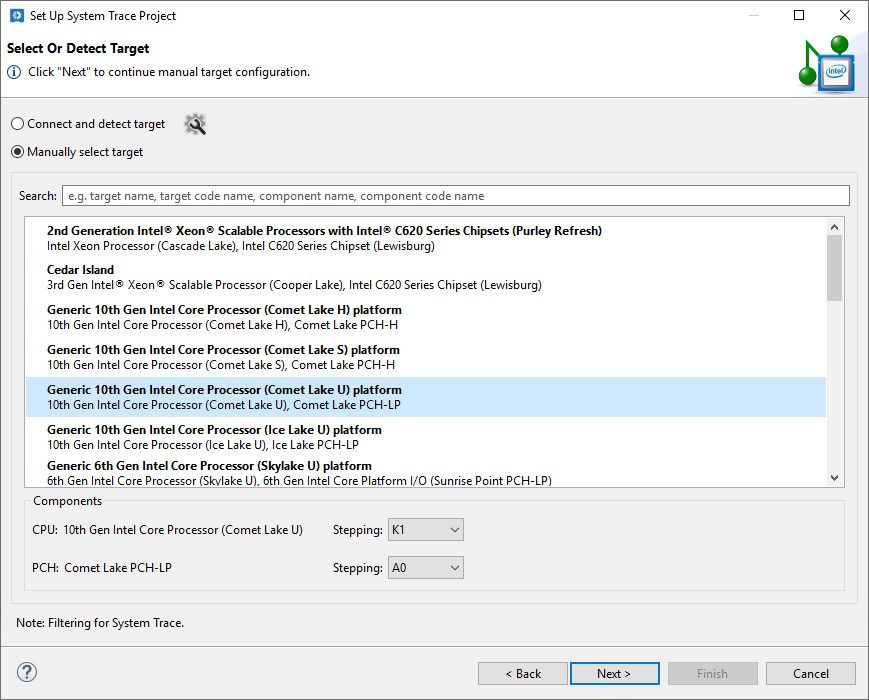 Set Up System Trace Project
Select Or Detect Target
Click "Next" to continue manual target configuration.
intel
Connect and detect target
Manually select target
Search: e.g. target name, target code name, component name, component code name
2nd Generation Intel® Xeon® Scalable Processors with Intel® C620 Series Chipsets (Purley Refresh)
Intel Xeon Processor (Cascade Lake), Intel C620 Series Chipset (Lewisburg)
Cedar Island
3rd Gen Intel® Xeon® Scalable Processor (Cooper Lake), Intel C620 Series Chipset (Lewisburg)
Generic 10th Gen Intel Core Processor (Comet Lake H) platform
10th Gen Intel Core Processor (Comet Lake H), Comet Lake PCH-H
Generic 10th Gen Intel Core Processor (Comet Lake S) platform
10th Gen Intel Core Processor (Comet Lake S), Comet Lake PCH-H
Generic 10th Gen Intel Core Processor (Comet Lake U) platform
10th Gen Intel Core Processor (Comet Lake U), Comet Lake PCH-LP
Generic 10th Gen Intel Core Processor (Ice Lake U) platform
10th Gen Intel Core Processor (Ice Lake U), Ice Lake PCH-LP
Generic 6th Gen Intel Core Processor (Skylake U) platform
6th Gen Intel Core Processor (Skylake U), 6th Gen Intel Core Platform I/O (Sunrise Point PCH-LP)
Components
CPU: 10th Gen Intel Core Processor (Comet Lake U) Stepping: K1
PCH: Comet Lake PCH-LP Stepping: A0
Note: Filtering for System Trace.
? < Back Next > Finish Cancel